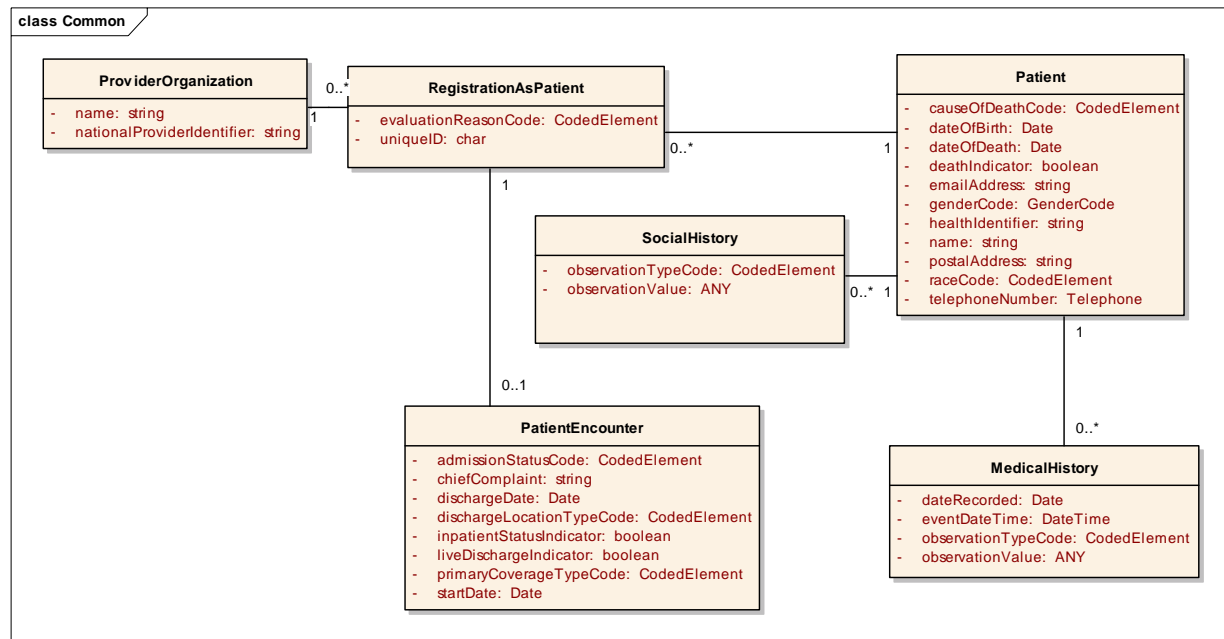 class Common
ProviderOrganization
- name: string
- nationalProviderIdentifier: string
0..*
1
RegistrationAsPatient
- evaluationReasonCode: CodedElement
- uniqueID: char
0..*
1
Patient
- causeOfDeathCode: CodedElement
- dateOfBirth: Date
- dateOfDeath: Date
- deathIndicator: boolean
- emailAddress: string
- genderCode: GenderCode
- healthIdentifier: string
- name: string
- postalAddress: string
- raceCode: CodedElement
- telephoneNumber: Telephone
1
SocialHistory
- observationTypeCode: CodedElement
- observationValue: ANY
0..*
1
1
0..1
0..*
PatientEncounter
- admissionStatusCode: CodedElement
- chiefComplaint: string
- dischargeDate: Date
- dischargeLocationTypeCode: CodedElement
- inpatientStatusIndicator: boolean
- liveDischargeIndicator: boolean
- primaryCoverageTypeCode: CodedElement
- startDate: Date
MedicalHistory
- dateRecorded: Date
- eventDateTime: DateTime
- observationTypeCode: CodedElement
- observationValue: ANY